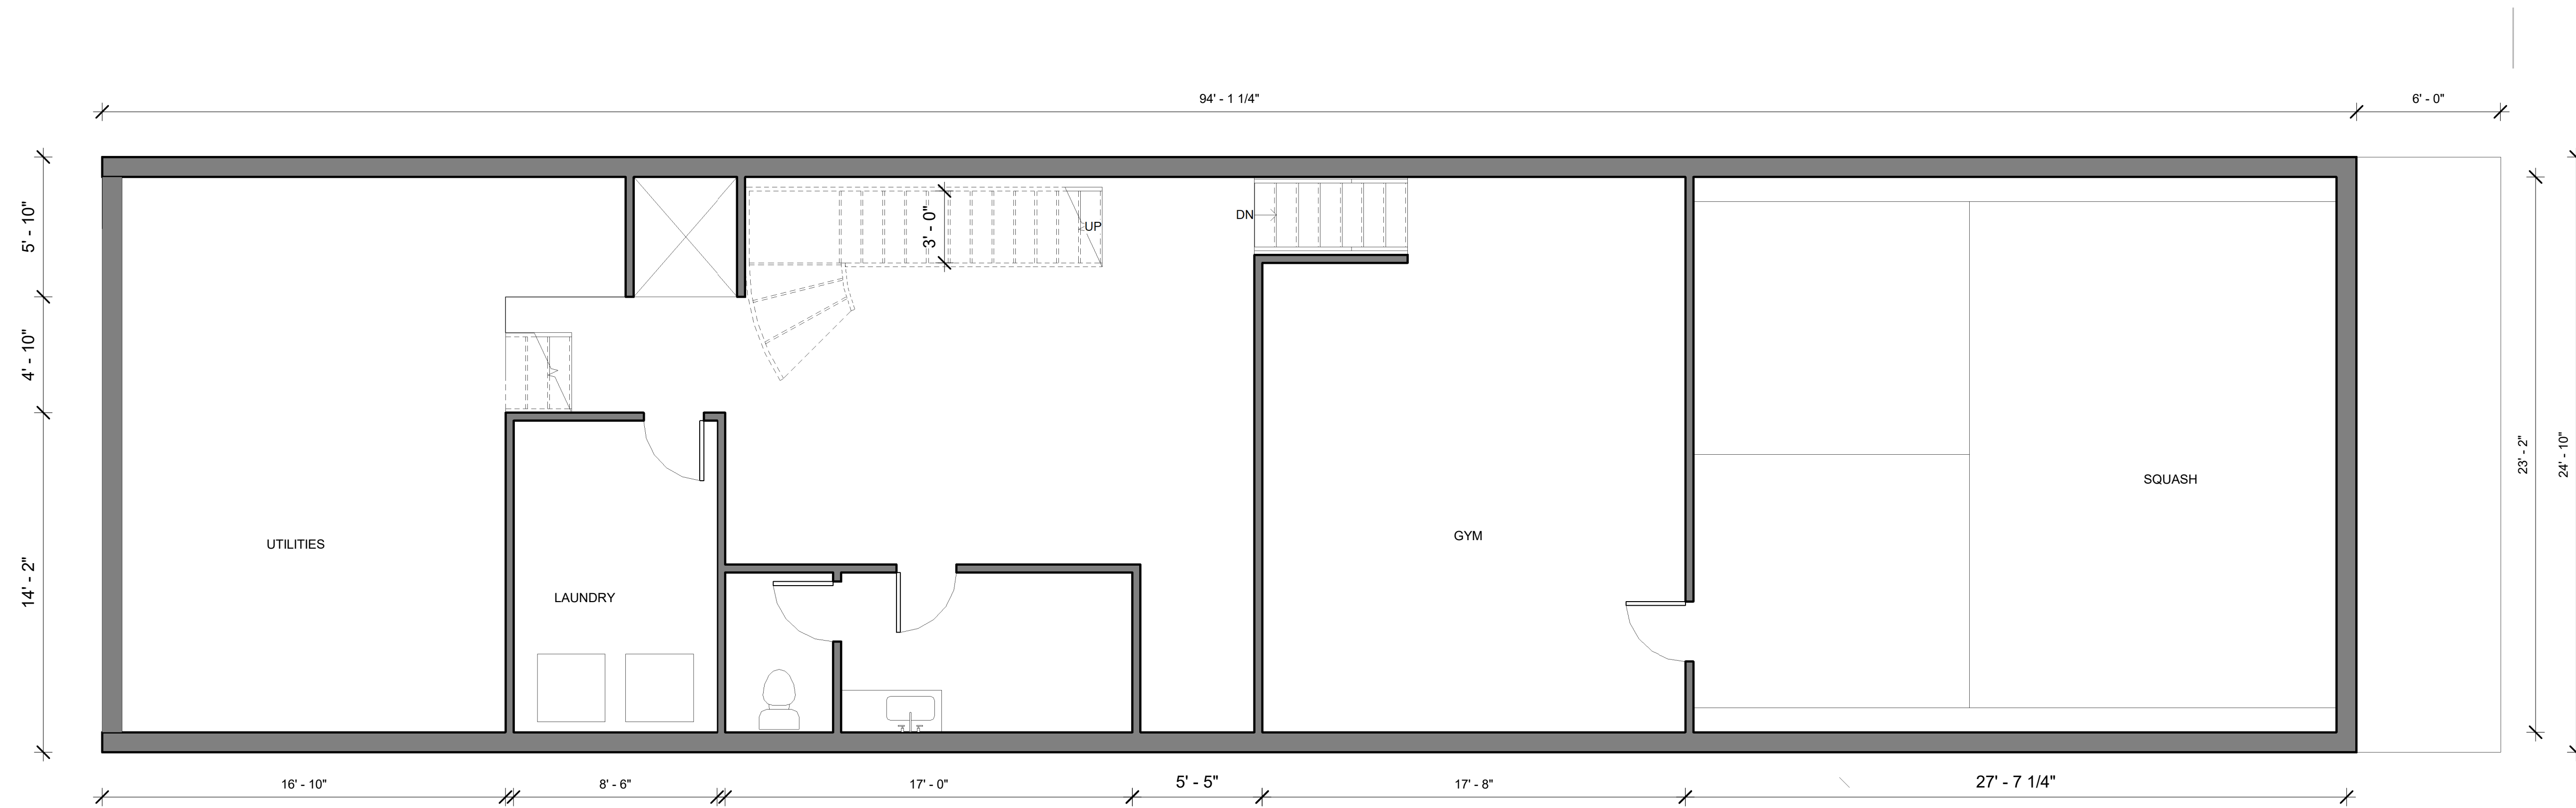 94' - 1 1/4"
6' - 0"
5' - 10"
4' - 10"
14' - 2"
3' - 0"
UP
DN
23' - 2"
24' - 10"
SQUASH
GYM
UTILITIES
LAUNDRY
16' - 10"
8' - 6"
17' - 0"
5' - 5"
17' - 8"
27' - 7 1/4"